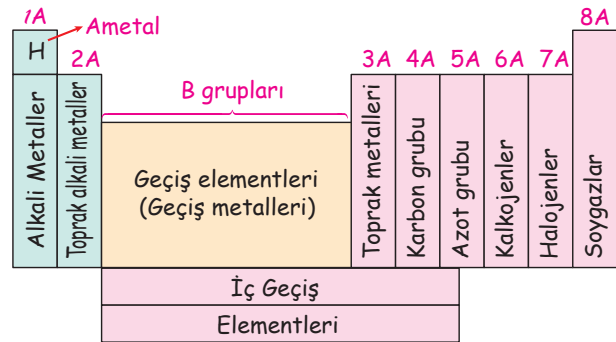 1A
Ametal
8A
H
2A
3A 4A 5A 6A 7A
B grupları
Alkali Metaller
Toprak alkali metaller
Geçiş elementleri
(Geçiş metalleri)
Toprak metalleri
Karbon grubu
Azot grubu
Kalkojenler
Halojenler
Soygazlar
İç Geçiş
Elementleri